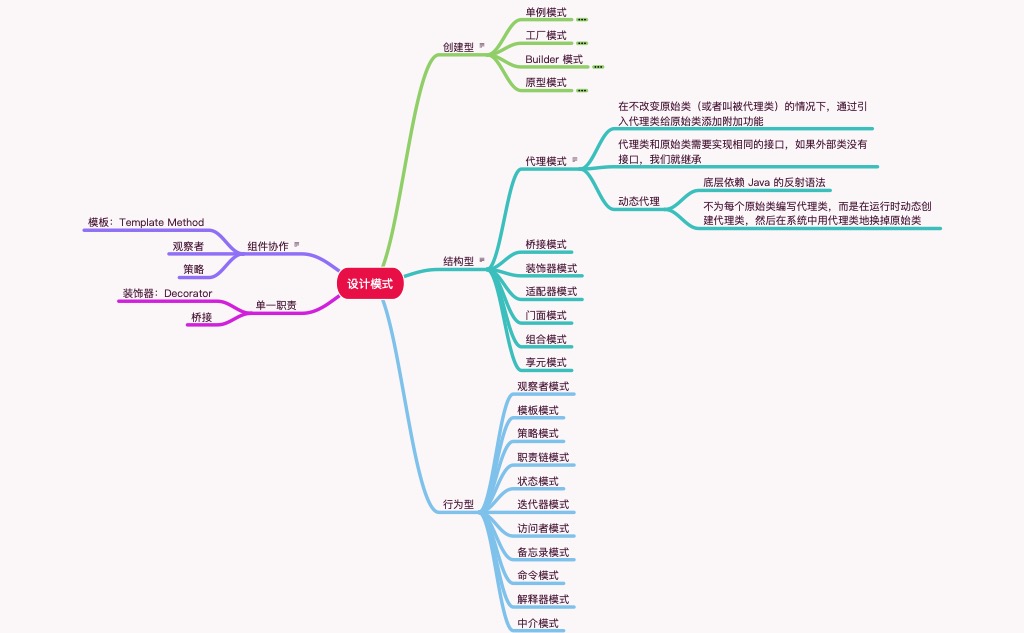 设计模式
创建型
单例模式
工厂模式
Builder 模式
原型模式
结构型
代理模式
在不改变原始类（或者叫被代理类）的情况下，通过引
入代理类给原始类添加附加功能
代理类和原始类需要实现相同的接口，如果外部类没有
接口，我们就继承
动态代理
底层依赖 Java 的反射语法
不为每个原始类编写代理类，而是在运行时动态创
建代理类，然后在系统中用代理类地换掉原始类
桥接模式
装饰器模式
适配器模式
门面模式
组合模式
享元模式
行为型
观察者模式
模板模式
策略模式
职责链模式
状态模式
迭代器模式
访问者模式
备忘录模式
命令模式
解释器模式
中介模式
组件协作
模板：Template Method
观察者
策略
单一职责
装饰器：Decorator
桥接